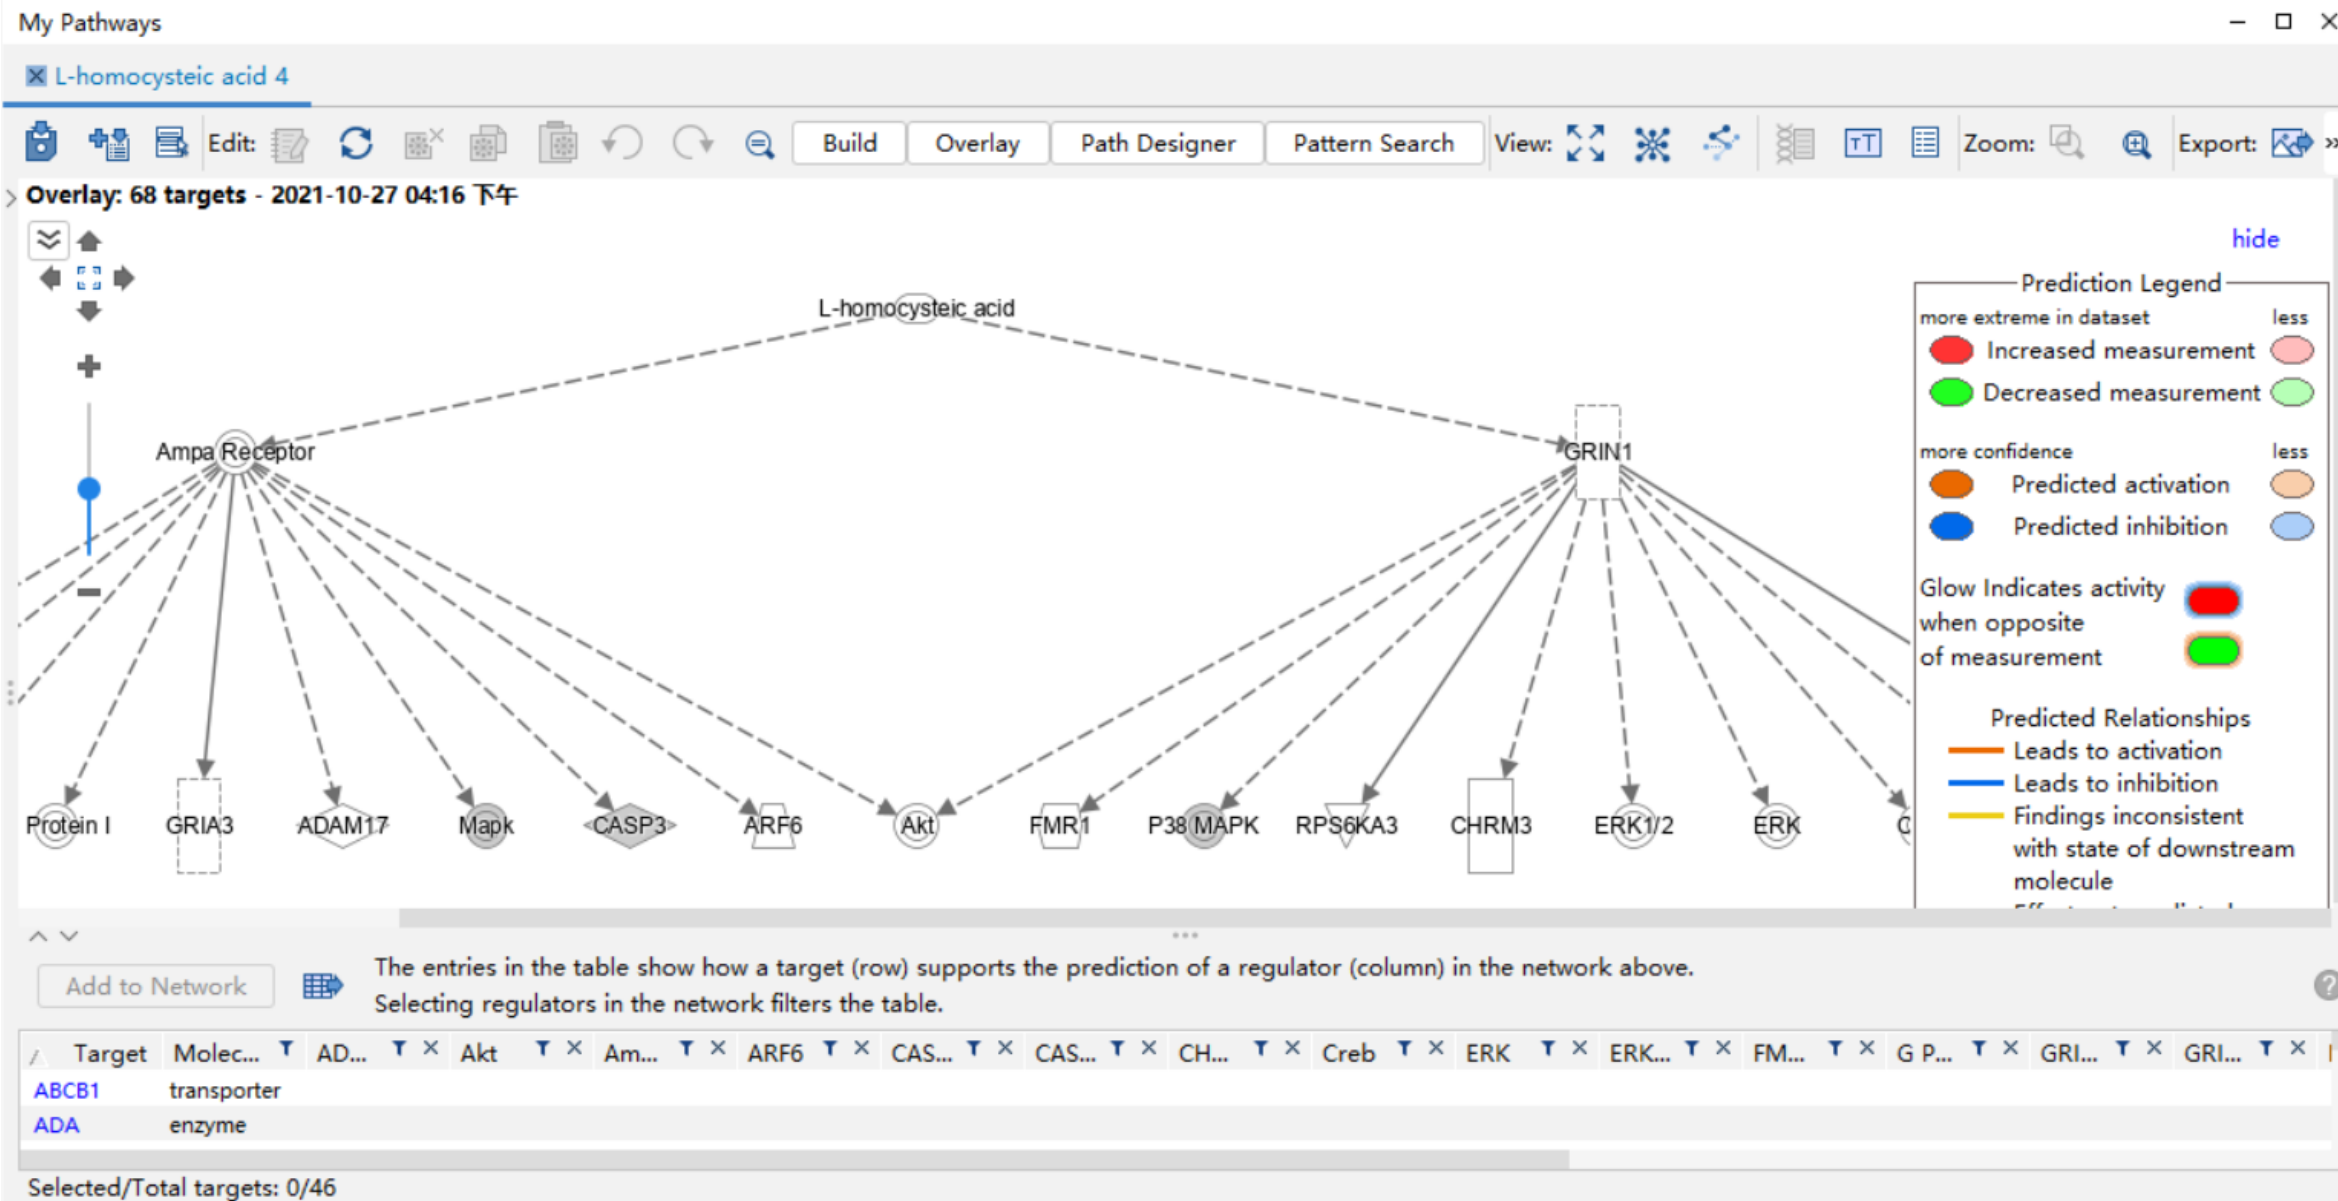 My Pathways
L-homocysteic acid 4
Edit: Build Overlay Path Designer Pattern Search View: Zoom: Export:
Overlay: 68 targets - 2021-10-27 04:16 下午
hide
Prediction Legend
more extreme in dataset less
Increased measurement
Decreased measurement
more confidence less
Predicted activation
Predicted inhibition
Glow Indicates activity
when opposite
of measurement
Predicted Relationships
Leads to activation
Leads to inhibition
Findings inconsistent
with state of downstream
molecule
L-homocysteic acid
Ampa Receptor GRIN1
Protein I GRIA3 ADAM17 Mapk CASP3 ARF6 Akt FMR1 P38 MAPK RPS6KA3 CHRM3 ERK1/2 ERK
Add to Network
The entries in the table show how a target (row) supports the prediction of a regulator (column) in the network above.
Selecting regulators in the network filters the table.
Target Molec... AD... Akt Am... ARF6 CAS... CAS... CH... Creb ERK ERK... FM... G P... GRI... GRI...
ABCB1 transporter
ADA enzyme
Selected/Total targets: 0/46